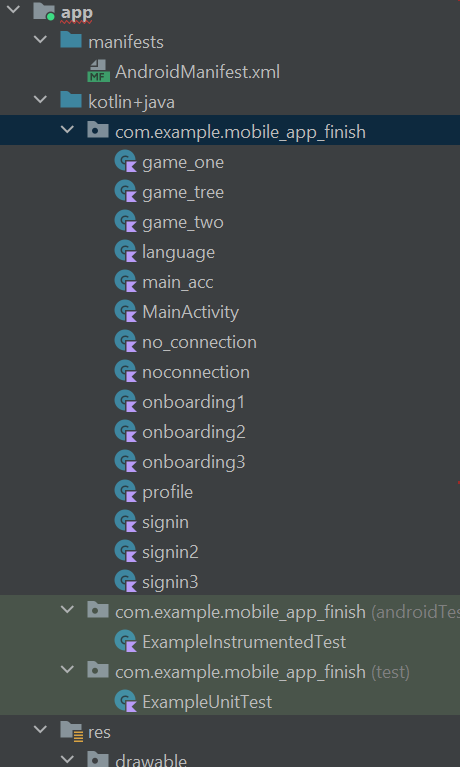 app
manifests
MF AndroidManifest.xml
kotlin+java
com.example.mobile_app_finish
game_one
game_tree
game_two
language
main_acc
MainActivity
no_connection
noconnection
onboarding1
onboarding2
onboarding3
profile
signin
signin2
signin3
com.example.mobile_app_finish (androidTes
ExampleInstrumentedTest
com.example.mobile_app_finish (test)
ExampleUnitTest
res
drawable